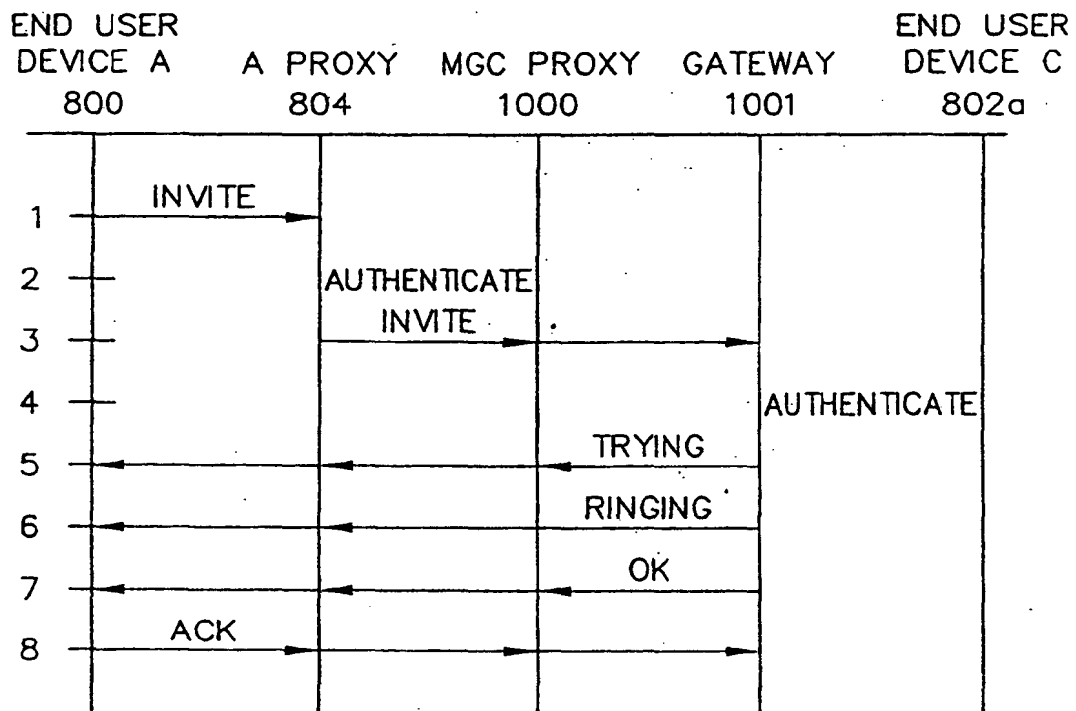 END USER DEVICE A
A PROXY
MGC PROXY
GATEWAY
END USER DEVICE C
800 804 1000 1001 802a
INVITE
1
2 AUTHENTICATE
INVITE
3
4 AUTHENTICATE
TRYING
5
RINGING
6
OK
7
ACK
8